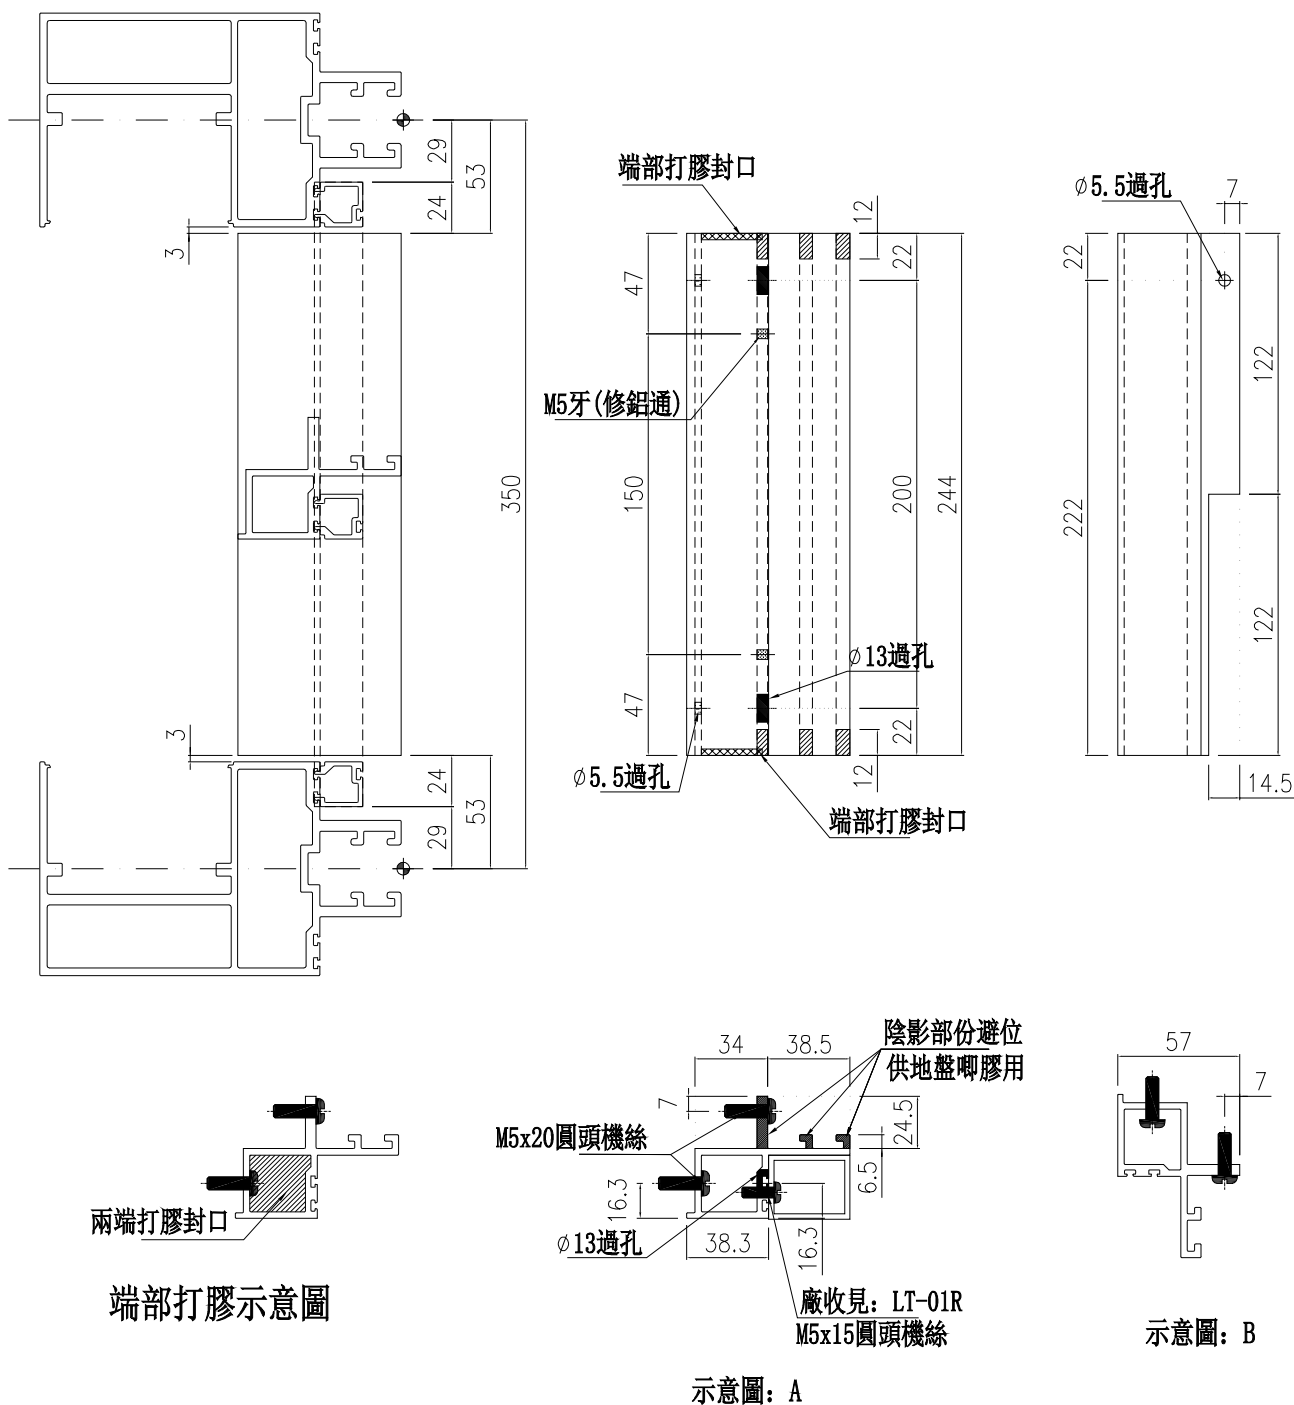 29
53
24
3
350
3
24
53
29
端部打膠封口
12
22
47
M5牙(修鋁通)
150
200
244
ø13過孔
47
22
12
ø5.5過孔
端部打膠封口
ø5.5過孔
7
22
122
222
122
14.5
兩端打膠封口
端部打膠示意圖
34
38.5
陰影部份避位
供地盤唧膠用
7
24.5
M5x20圓頭機絲
6.5
16.3
ø13過孔
38.3
16.3
廠收見: LT-01R
M5x15圓頭機絲
示意圖: A
57
7
示意圖: B